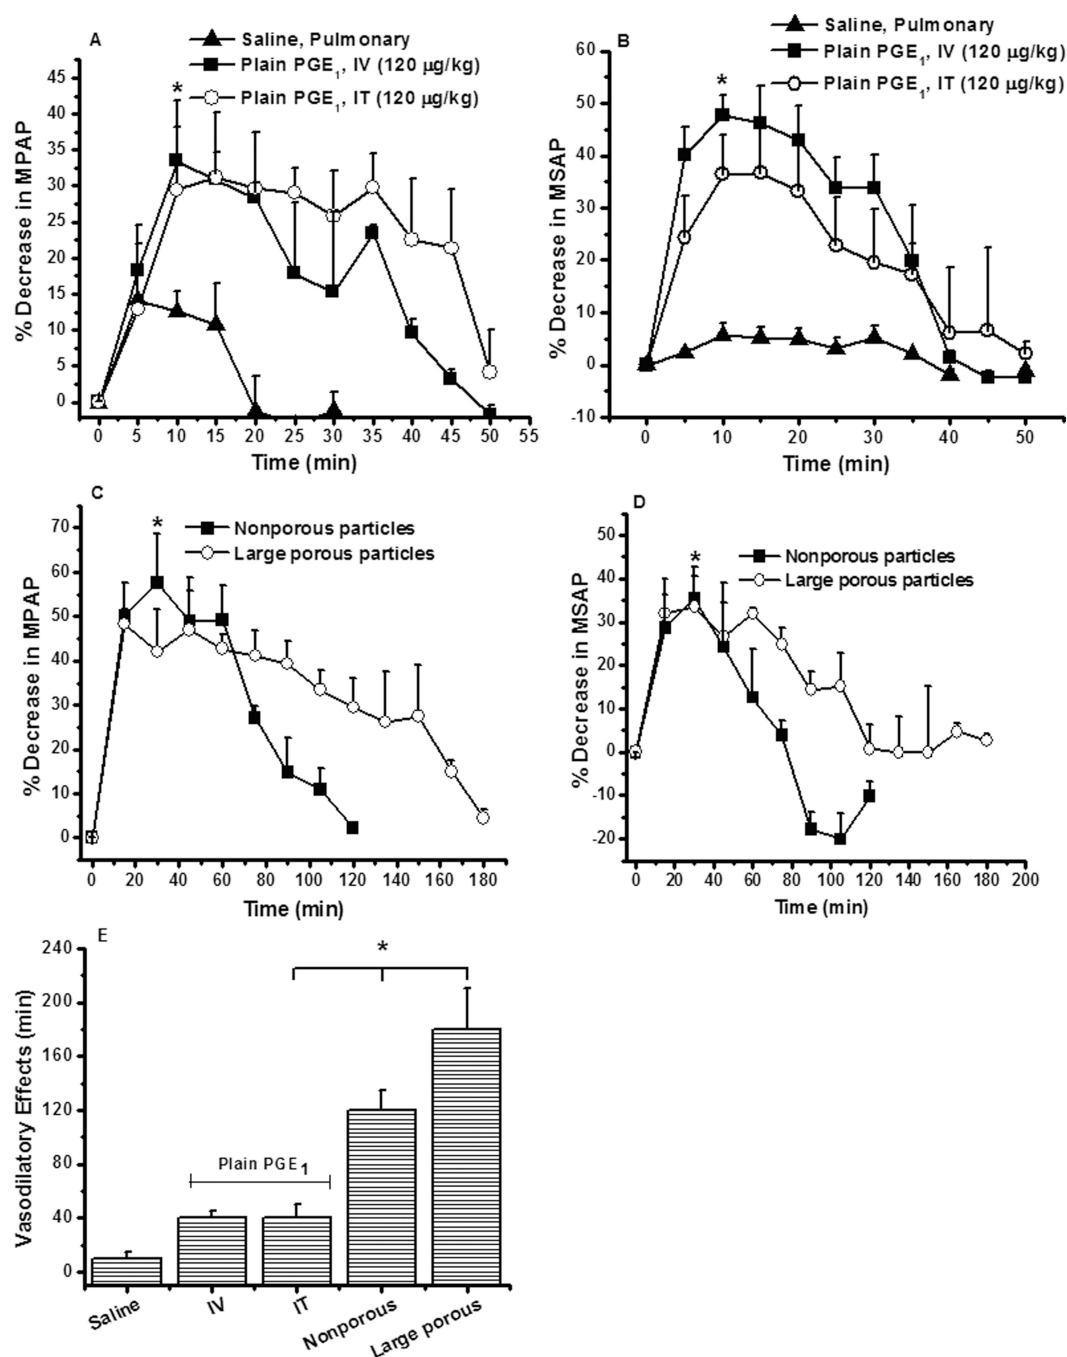 A
Saline, Pulmonary
Plain PGE1, IV (120 μg/kg)
Plain PGE1, IT (120 μg/kg)
*
% Decrease in MPAP
45
40
35
30
25
20
15
10
5
0
0 5 10 15 20 25 30 35 40 45 50 55
Time (min)
B
Saline, Pulmonary
Plain PGE1, IV (120 μg/kg)
Plain PGE1, IT (120 μg/kg)
*
% Decrease in MSAP
60
50
40
30
20
10
0
-10
0 10 20 30 40 50
Time (min)
C
*
Nonporous particles
Large porous particles
% Decrease in MPAP
70
60
50
40
30
20
10
0
0 20 40 60 80 100 120 140 160 180
Time (min)
D
*
Nonporous particles
Large porous particles
% Decrease in MSAP
50
40
30
20
10
0
-10
-20
0 20 40 60 80 100 120 140 160 180 200
Time (min)
E
*
Vasodilatory Effects (min)
240
200
160
120
80
40
0
Plain PGE1
Saline IV IT Nonporous Large porous